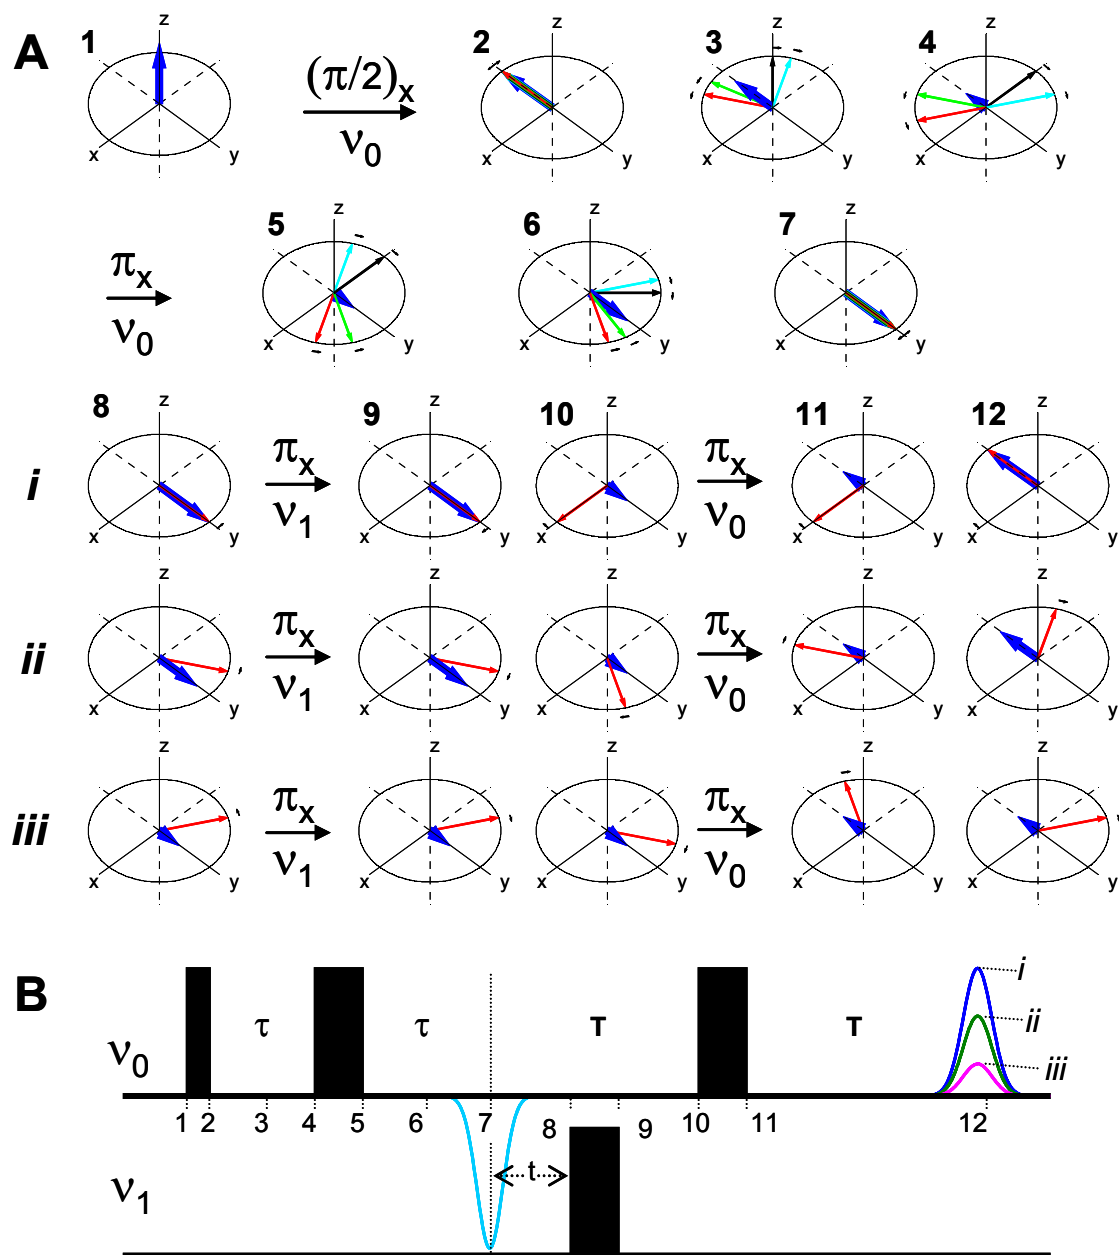 A
1 (π/2)x 2 3 4
ν0
z z z z
x y x y x y x y
πx 5 6 7
ν0
z z z
x y x y x y
8 9 10 11 12
i πx πx
ν1 ν0
z z z z z
x y x y x y x y x y
ii πx πx
ν1 ν0
z z z z z
x y x y x y x y x y
iii πx πx
ν1 ν0
z z z z z
x y x y x y x y x y
B
i
ii
iii
ν0 τ τ T T
1 2 3 4 5 6 7 8 9 10 11 12
ν1 t